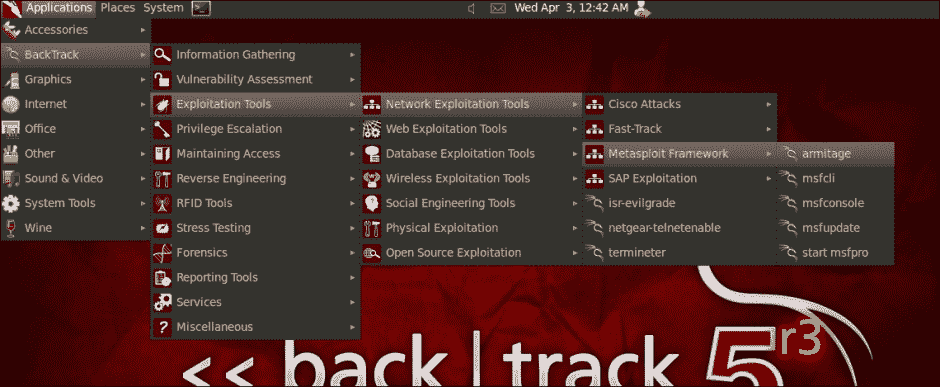 Applications Places System Wed Apr 3, 12:42 AM
Accessories
BackTrack
Graphics
Internet
Office
Other
Sound & Video
System Tools
Wine
Information Gathering
Vulnerability Assessment
Exploitation Tools
Privilege Escalation
Maintaining Access
Reverse Engineering
RFID Tools
Stress Testing
Forensics
Reporting Tools
Services
Miscellaneous
Network Exploitation Tools
Web Exploitation Tools
Database Exploitation Tools
Wireless Exploitation Tools
Social Engineering Tools
Physical Exploitation
Open Source Exploitation
Cisco Attacks
Fast-Track
Metasploit Framework
SAP Exploitation
isr-evilgrade
netgear-telnetenable
termineter
armitage
msfcli
msfconsole
msfupdate
start msfpro
<< back | track 5 r3